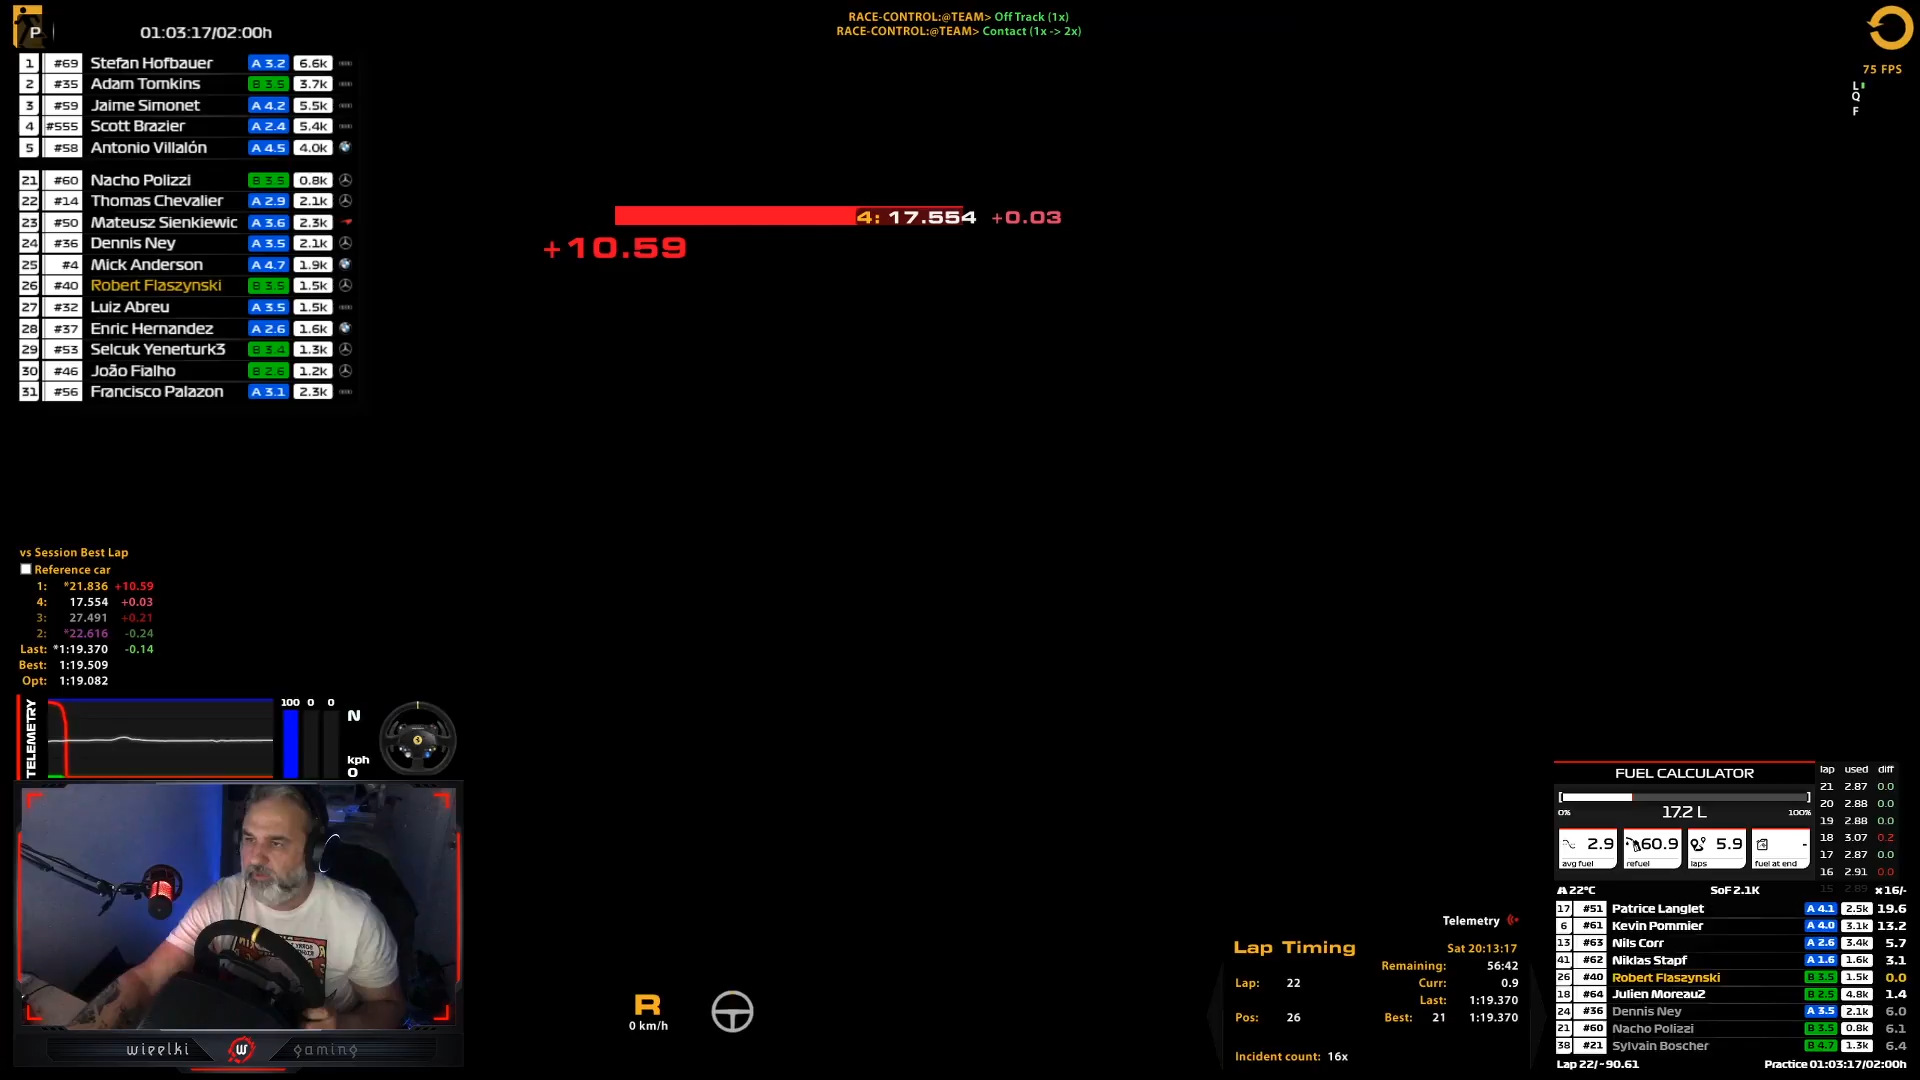 P 01:03:17/02:00h
RACE-CONTROL:@TEAM> Off Track (1x)
RACE-CONTROL:@TEAM> Contact (1x -> 2x)
75 FPS
L
Q
F
1 #69 Stefan Hofbauer A 3.2 6.6k
2 #35 Adam Tomkins B 3.5 3.7k
3 #59 Jaime Simonet A 4.2 5.5k
4 #555 Scott Brazier A 2.4 5.4k
5 #58 Antonio Villalón A 4.5 4.0k
21 #60 Nacho Polizzi B 3.5 0.8k
22 #14 Thomas Chevalier A 2.9 2.1k
23 #50 Mateusz Sienkiewic A 3.6 2.3k
24 #36 Dennis Ney A 3.5 2.1k
25 #4 Mick Anderson A 4.7 1.9k
26 #40 Robert Flaszynski B 3.5 1.5k
27 #32 Luiz Abreu A 3.5 1.5k
28 #37 Enric Hernandez A 2.6 1.6k
29 #53 Selcuk Yenerturk3 B 3.4 1.3k
30 #46 João Fialho B 2.6 1.2k
31 #56 Francisco Palazon A 3.1 2.3k
4: 17.554 +0.03
+10.59
vs Session Best Lap
Reference car
1: *21.836 +10.59
4: 17.554 +0.03
3: 27.491 +0.21
2: *22.616 -0.24
Last: *1:19.370 -0.14
Best: 1:19.509
Opt: 1:19.082
TELEMETRY
100 0 0 N
kph
0
wieelki W gaming
R
0 km/h
Telemetry
Lap Timing Sat 20:13:17
Remaining: 56:42
Lap: 22 Curr: 0.9
Last: 1:19.370
Pos: 26 Best: 21 1:19.370
Incident count: 16x
FUEL CALCULATOR
0% 17.2 L 100%
2.9 60.9 5.9 -
avg fuel refuel laps fuel at end
lap used diff
21 2.87 0.0
20 2.88 0.0
19 2.88 0.0
18 3.07 0.2
17 2.87 0.0
16 2.91 0.0
15 2.89
22°C SoF 2.1K x16/-
17 #51 Patrice Langlet A 4.1 2.5k 19.6
6 #61 Kevin Pommier A 4.0 3.1k 13.2
13 #63 Nils Corr A 2.6 3.4k 5.7
41 #62 Niklas Stapf A 1.6 1.6k 3.1
26 #40 Robert Flaszynski B 3.5 1.5k 0.0
18 #64 Julien Moreau2 B 2.5 4.8k 1.4
24 #36 Dennis Ney A 3.5 2.1k 6.0
21 #60 Nacho Polizzi B 3.5 0.8k 6.1
38 #21 Sylvain Boscher B 4.7 1.3k 6.4
Lap 22/~90.61 Practice 01:03:17/02:00h